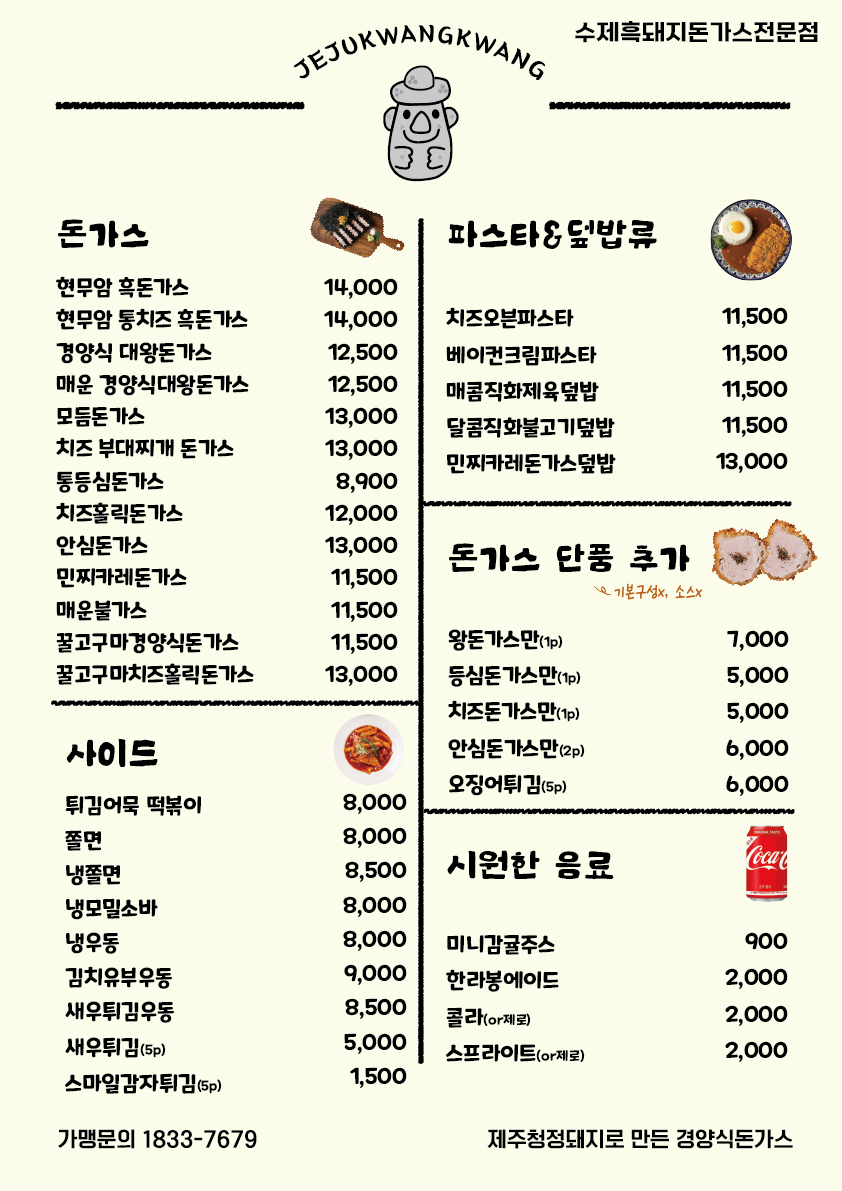 수제흑돼지돈가스전문점
JEJUKWANGKWANG
돈가스
현무암 흑돈가스 14,000
현무암 통치즈 흑돈가스 14,000
경양식 대왕돈가스 12,500
매운 경양식대왕돈가스 12,500
모듬돈가스 13,000
치즈 부대찌개 돈가스 13,000
통등심돈가스 8,900
치즈홀릭돈가스 12,000
안심돈가스 13,000
민찌카레돈가스 11,500
매운불가스 11,500
꿀고구마경양식돈가스 11,500
꿀고구마치즈홀릭돈가스 13,000
사이드
튀김어묵 떡볶이 8,000
쫄면 8,000
냉쫄면 8,500
냉모밀소바 8,000
냉우동 8,000
김치유부우동 9,000
새우튀김우동 8,500
새우튀김(5p) 5,000
스마일감자튀김(5p) 1,500
파스타&덮밥류
치즈오븐파스타 11,500
베이컨크림파스타 11,500
매콤직화제육덮밥 11,500
달콤직화불고기덮밥 11,500
민찌카레돈가스덮밥 13,000
돈가스 단품 추가
기본구성x, 소스x
왕돈가스만(1p) 7,000
등심돈가스만(1p) 5,000
치즈돈가스만(1p) 5,000
안심돈가스만(2p) 6,000
오징어튀김(5p) 6,000
시원한 음료
ORIGINAL TASTE
Coca-C
미니감귤주스 900
한라봉에이드 2,000
콜라(or제로) 2,000
스프라이트(or제로) 2,000
가맹문의 1833-7679
제주청정돼지로 만든 경양식돈가스